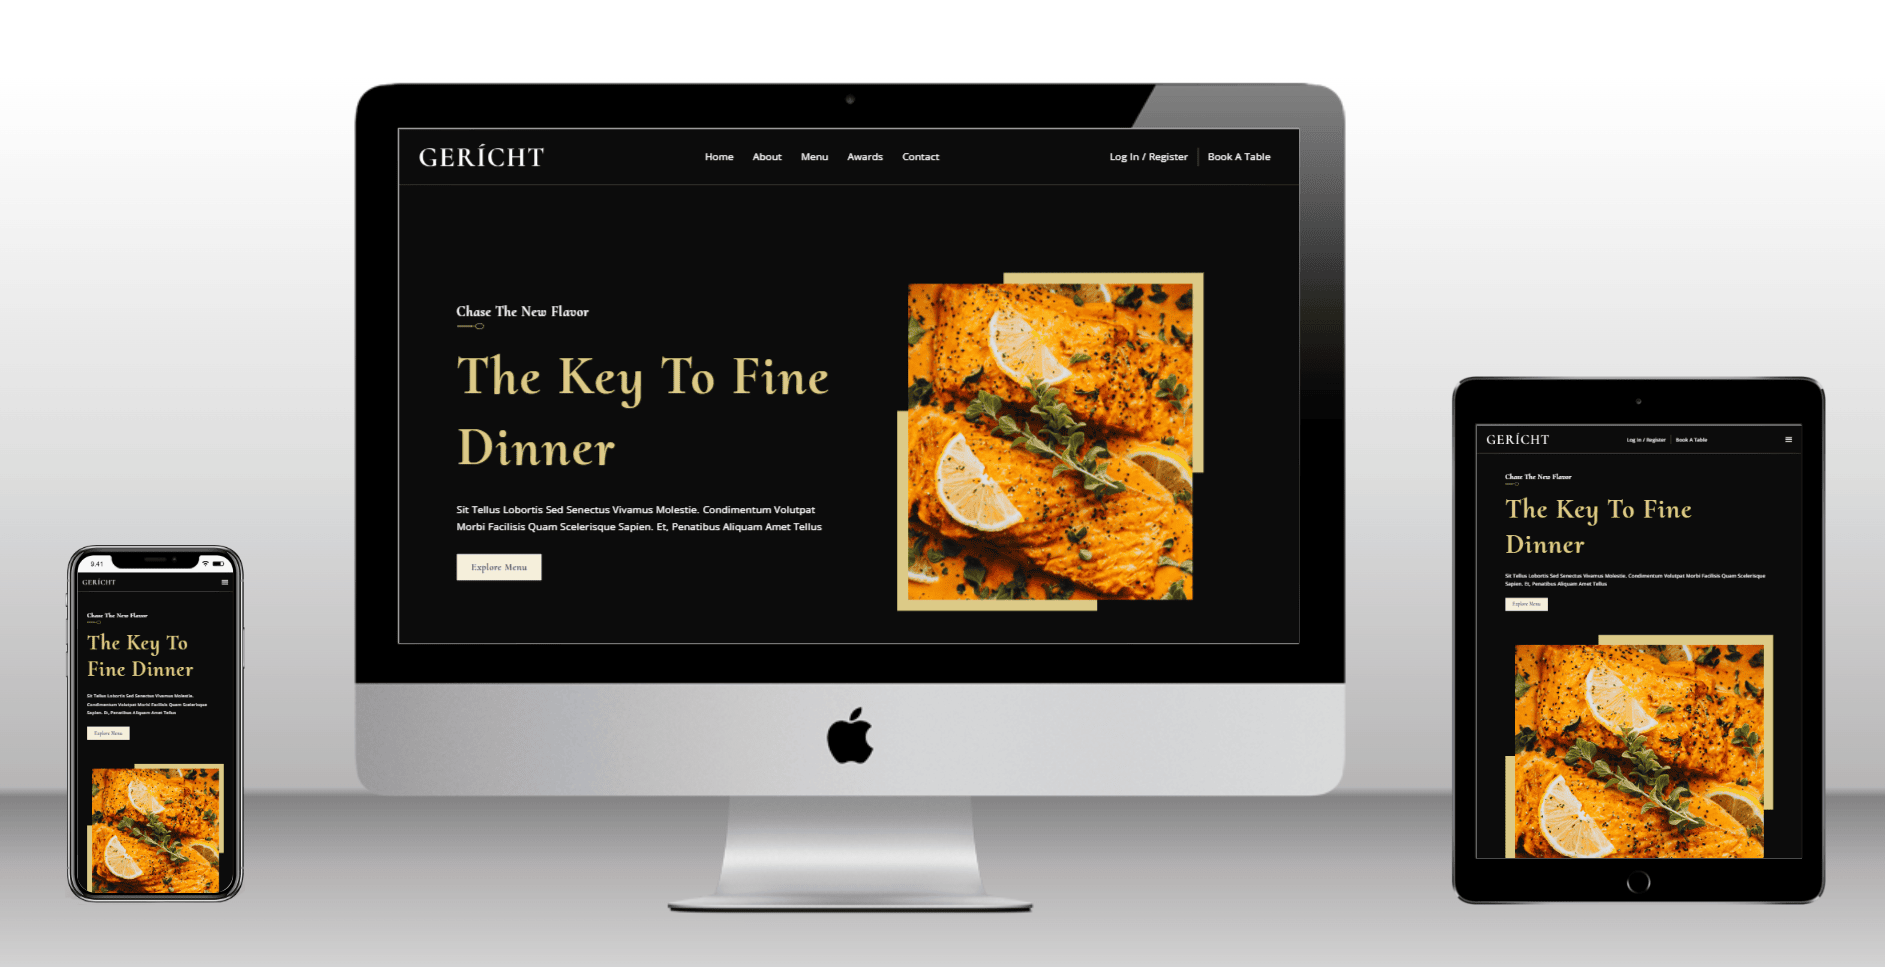 GERÍCHT
Home About Menu Awards Contact
Log In / Register Book A Table
Chase The New Flavor
The Key To Fine
Dinner
Sit Tellus Lobortis Sed Senectus Vivamus Molestie. Condimentum Volutpat
Morbi Facilisis Quam Scelerisque Sapien. Et, Penatibus Aliquam Amet Tellus
Explore Menu
9.41
GERÍCHT
Chase The New Flavor
The Key To
Fine Dinner
Sit Tellus Lobortis Sed Senectus Vivamus Molestie.
Condimentum Volutpat Morbi Facilisis Quam Scelerisque
Sapien. Et, Penatibus Aliquam Amet Tellus
Explore Menu
GERÍCHT
Log In / Register Book A Table
Chase The New Flavor
The Key To Fine
Dinner
Sit Tellus Lobortis Sed Senectus Vivamus Molestie. Condimentum Volutpat Morbi Facilisis Quam Scelerisque
Sapien. Et, Penatibus Aliquam Amet Tellus
Explore Menu